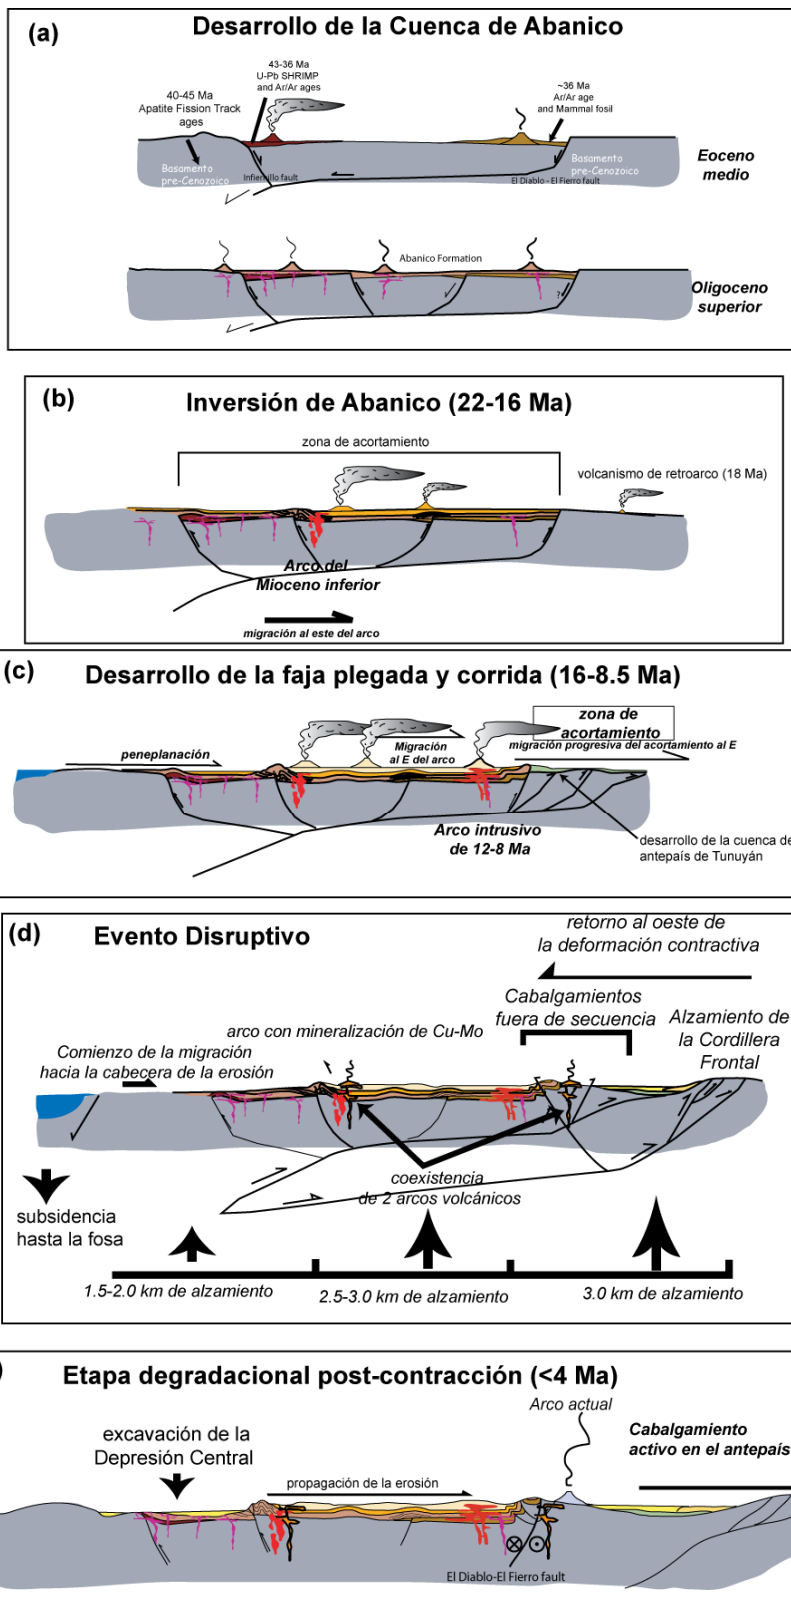 (a)
Desarrollo de la Cuenca de Abanico
43-36 Ma
U-Pb SHRIMP
and Ar/Ar ages
40-45 Ma
Apatite Fission Track
ages
~36 Ma
Ar/Ar age
and Mammal fosil
Basamento
pre-Cenozoico
Infiernillo fault
Basamento
pre-Cenozoico
El Diablo - El Fierro fault
Eoceno
medio
Abanico Formation
?
Oligoceno
superior
(b)
Inversión de Abanico (22-16 Ma)
zona de acortamiento
volcanismo de retroarco (18 Ma)
Arco del
Mioceno inferior
migración al este del arco
(c)
Desarrollo de la faja plegada y corrida (16-8.5 Ma)
zona de
acortamiento
peneplanación
Migración
al E del arco
migración progresiva del acortamiento al E
Arco intrusivo
de 12-8 Ma
desarrollo de la cuenca de
antepaís de Tunuyán
(d)
Evento Disruptivo
retorno al oeste de
la deformación contractiva
Cabalgamientos
fuera de secuencia
Alzamiento de
la Cordillera
Frontal
arco con mineralización de Cu-Mo
Comienzo de la migración
hacia la cabecera de la erosión
coexistencia
de 2 arcos volcánicos
subsidencia
hasta la fosa
1.5-2.0 km de alzamiento
2.5-3.0 km de alzamiento
3.0 km de alzamiento
)
Etapa degradacional post-contracción (<4 Ma)
Arco actual
excavación de la
Depresión Central
Cabalgamiento
activo en el antepaís
propagación de la erosión
El Diablo-El Fierro fault